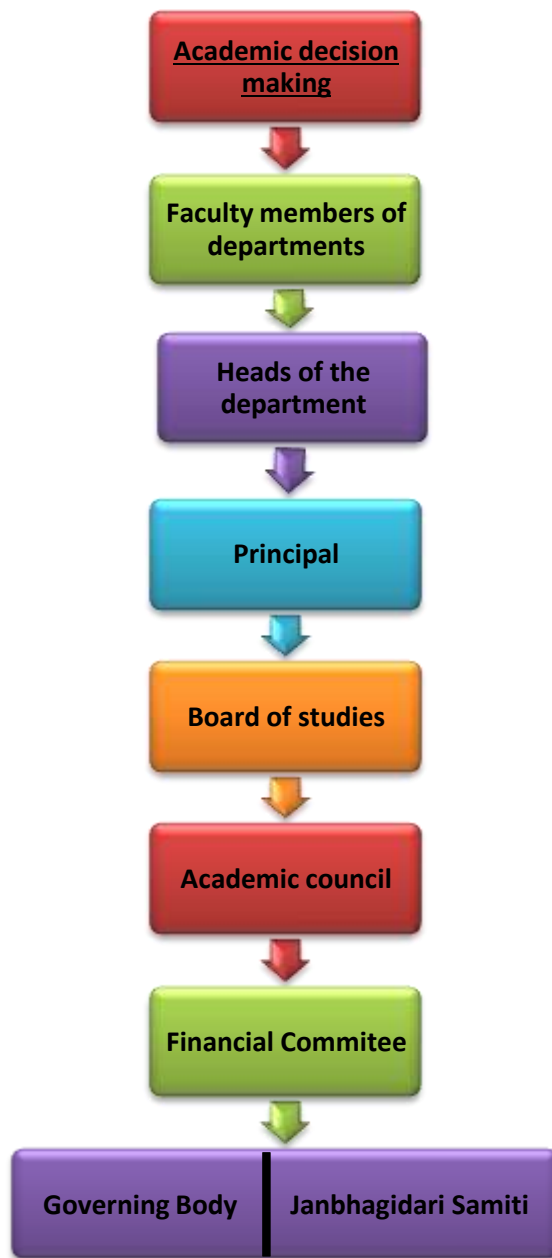 Academic decision
making
Faculty members of
departments
Heads of the
department
Principal
Board of studies
Academic council
Financial Commitee
Governing Body
Janbhagidari Samiti